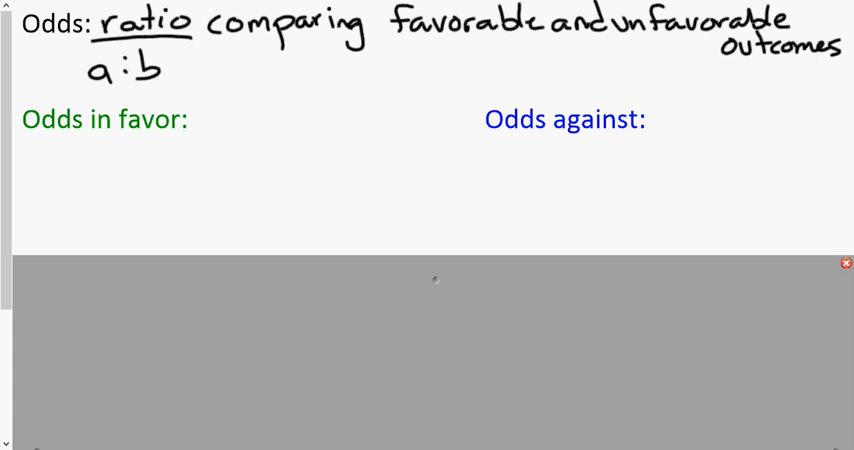 Odds: ratio comparing favorable and unfavorable
outcomes
a:b
Odds in favor:
Odds against: